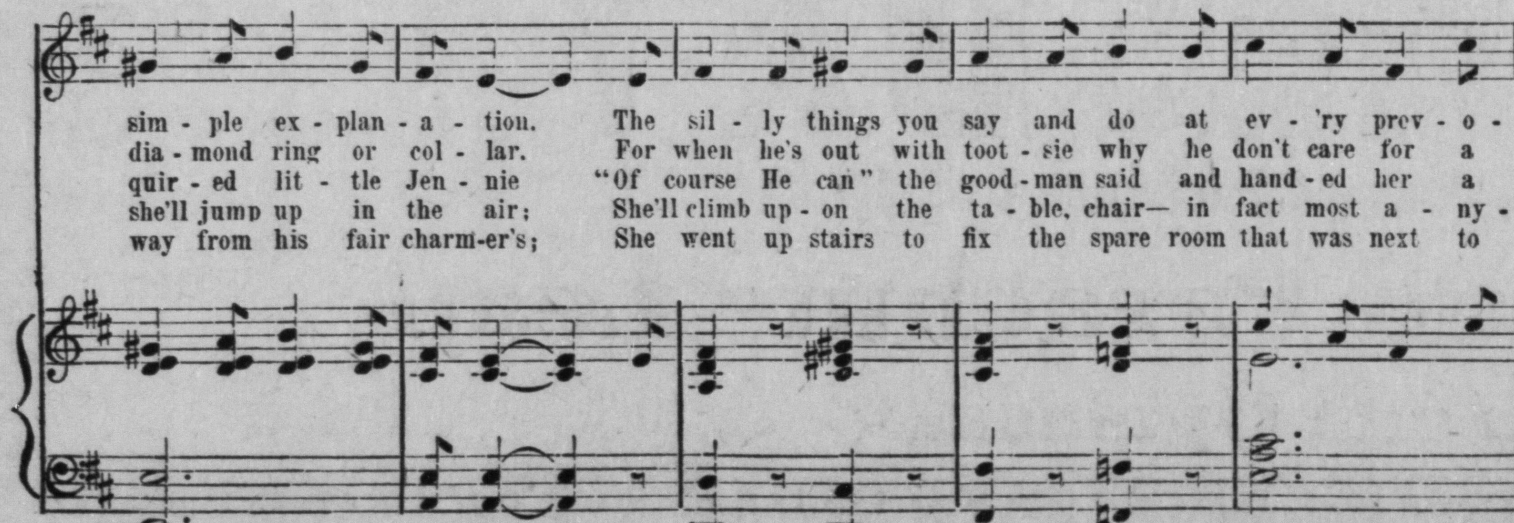 sim - ple ex - plan - a - tion. The sil - ly things you say and do at ev - 'ry prev - o -
dia - mond ring or col - lar. For when he's out with toot - sie why he don't care for a
quir - ed lit - tle Jen - nie "Of course He can" the good - man said and hand - ed her a
she'll jump up in the air; She'll climb up - on the ta - ble, chair— in fact most a - ny -
way from his fair charm-er's; She went up stairs to fix the spare room that was next to